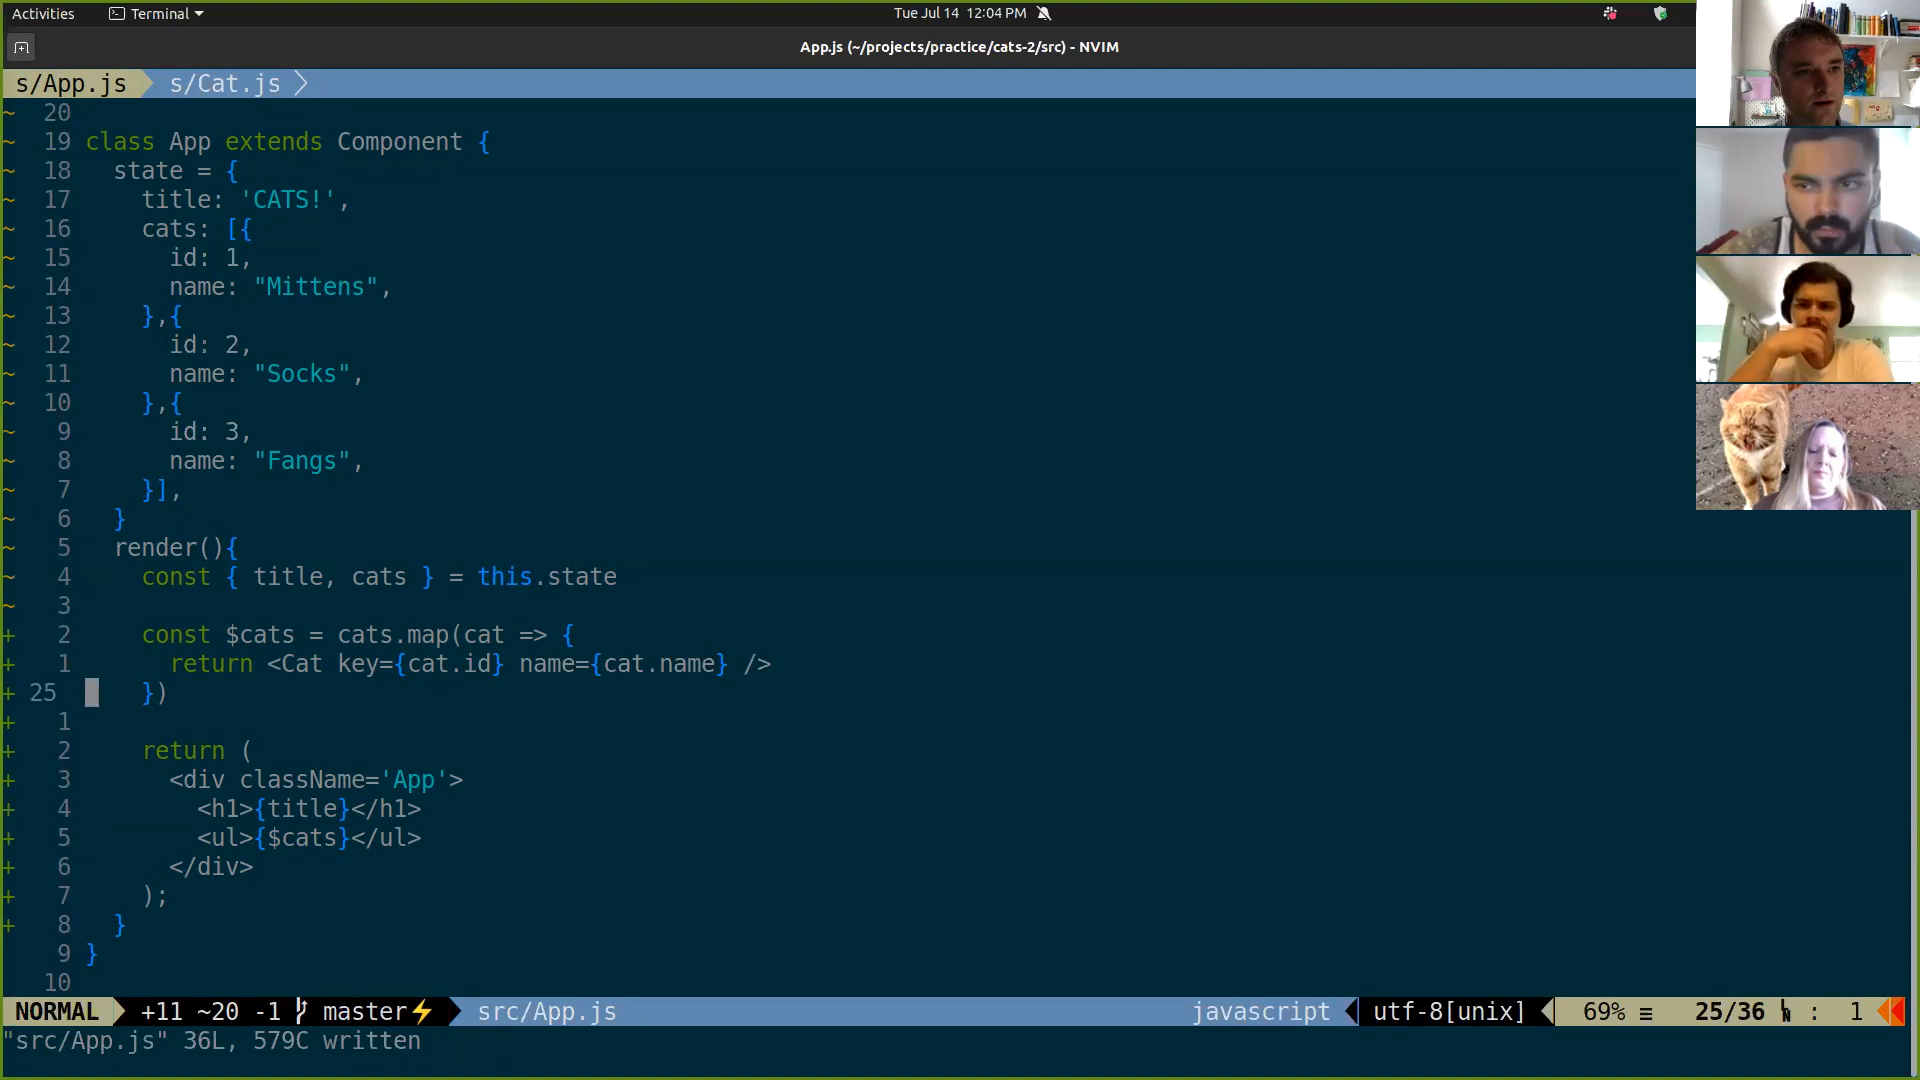 Activities
Terminal
Tue Jul 14 12:04 PM
App.js (~/projects/practice/cats-2/src) - NVIM
s/App.js
s/Cat.js
~ 20
~ 19 class App extends Component {
~ 18   state = {
~ 17     title: 'CATS!',
~ 16     cats: [{
~ 15       id: 1,
~ 14       name: "Mittens",
~ 13     },{
~ 12       id: 2,
~ 11       name: "Socks",
~ 10     },{
~ 9       id: 3,
~ 8       name: "Fangs",
~ 7     }],
~ 6   }
~ 5   render(){
~ 4     const { title, cats } = this.state
~ 3
+ 2     const $cats = cats.map(cat => {
+ 1       return <Cat key={cat.id} name={cat.name} />
+ 25     })
+ 1
+ 2     return (
+ 3       <div className='App'>
+ 4         <h1>{title}</h1>
+ 5         <ul>{$cats}</ul>
+ 6       </div>
+ 7     );
+ 8   }
9 }
10
NORMAL +11 ~20 -1 master⚡ src/App.js javascript utf-8[unix] 69% ≡ 25/36 : 1
"src/App.js" 36L, 579C written